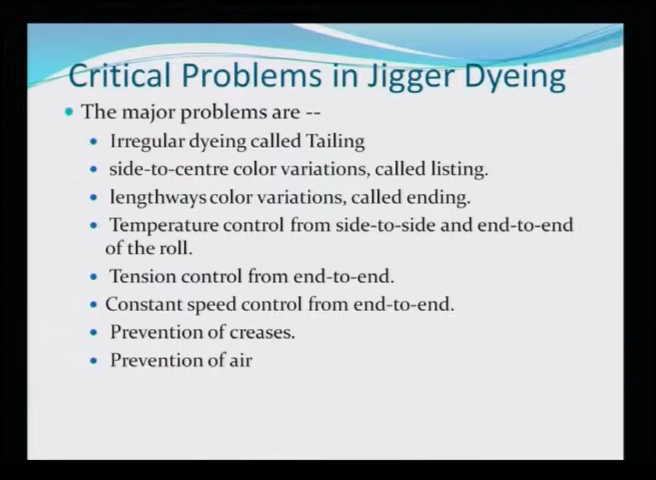 Critical Problems in Jigger Dyeing
The major problems are --
Irregular dyeing called Tailing
side-to-centre color variations, called listing.
lengthways color variations, called ending.
Temperature control from side-to-side and end-to-end
of the roll.
Tension control from end-to-end.
Constant speed control from end-to-end.
Prevention of creases.
Prevention of air